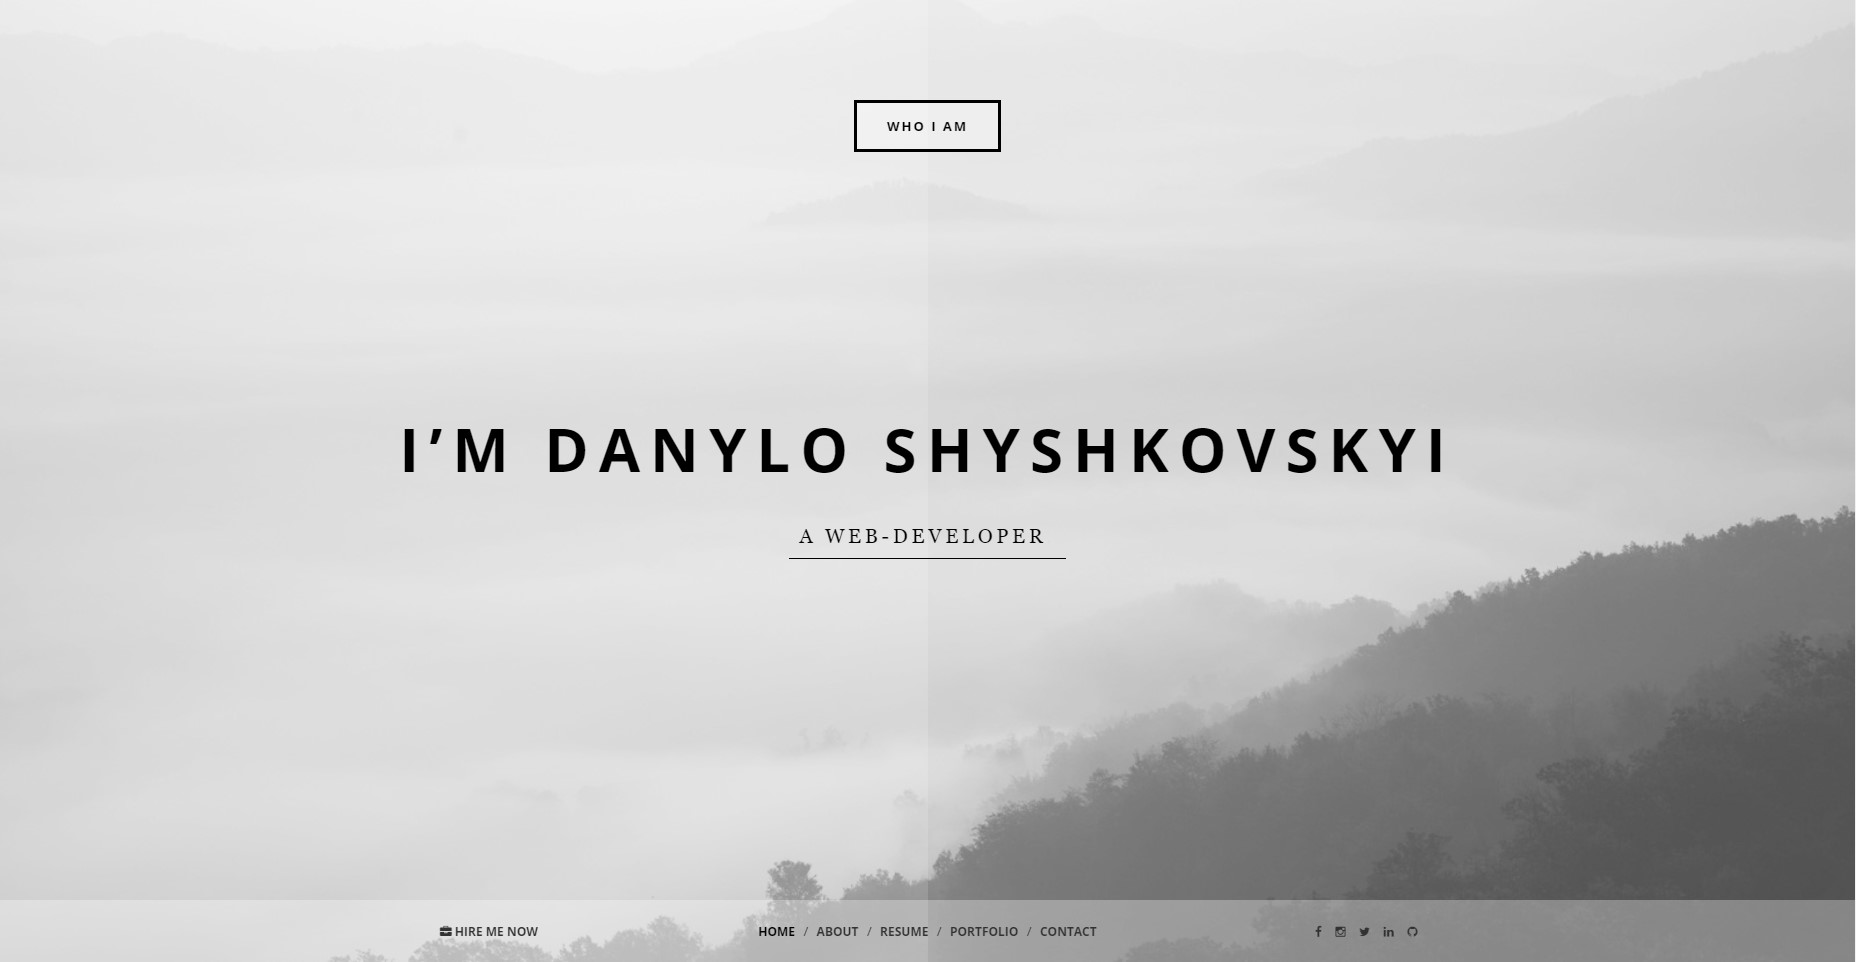 WHO I AM
I’M DANYLO SHYSHKOVSKYI
A WEB-DEVELOPER
HIRE ME NOW
HOME / ABOUT / RESUME / PORTFOLIO / CONTACT